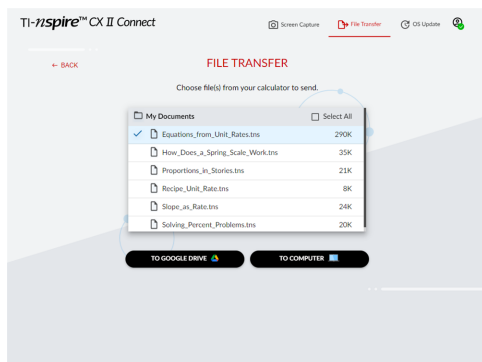 TI-nspire™ CX II Connect
Screen Capture
File Transfer
OS Update
← BACK
FILE TRANSFER
Choose file(s) from your calculator to send.
My Documents
Select All
Equations_from_Unit_Rates.tns 290K
How_Does_a_Spring_Scale_Work.tns 35K
Proportions_in_Stories.tns 21K
Recipe_Unit_Rate.tns 8K
Slope_as_Rate.tns 24K
Solving_Percent_Problems.tns 20K
TO GOOGLE DRIVE
TO COMPUTER